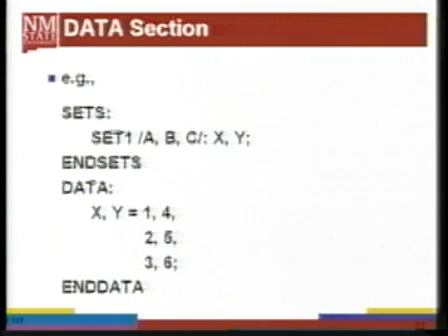 NM
STATE
DATA Section
e.g.,
SETS:
SET1 /A, B, C/: X, Y;
ENDSETS
DATA:
X, Y = 1, 4,
2, 5,
3, 6;
ENDDATA